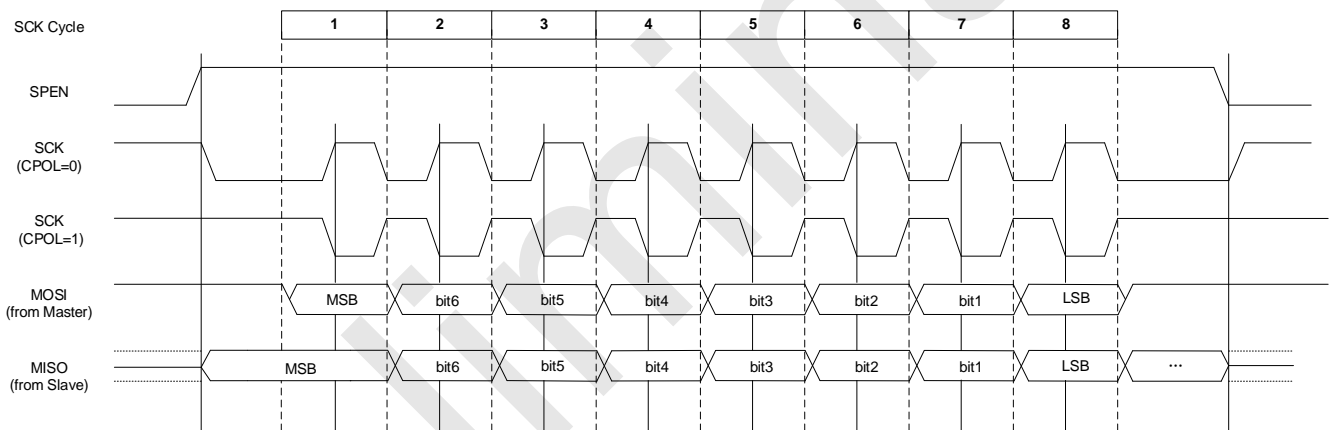 SCK Cycle 1 2 3 4 5 6 7 8
SPEN
SCK
(CPOL=0)
SCK
(CPOL=1)
MOSI
(from Master)
MSB bit6 bit5 bit4 bit3 bit2 bit1 LSB
MISO
(from Slave)
MSB bit6 bit5 bit4 bit3 bit2 bit1 LSB ...